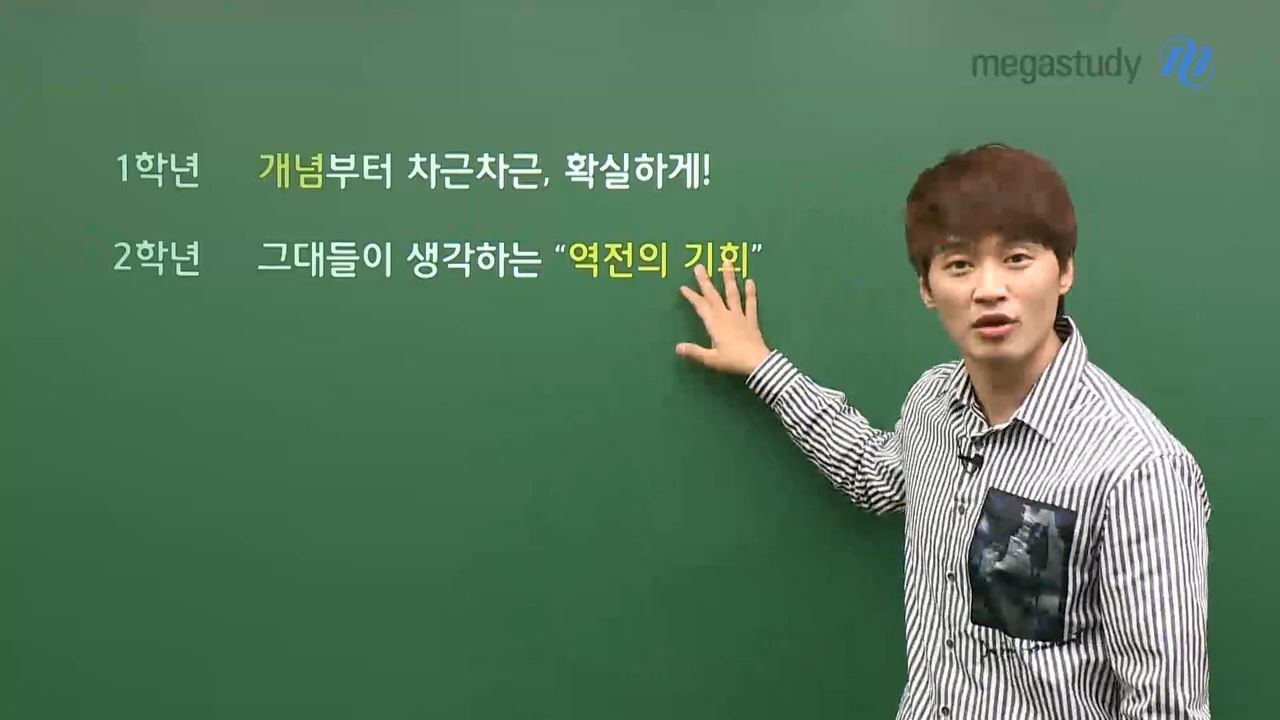 megastudy
1학년 개념부터 차근차근, 확실하게!
2학년 그대들이 생각하는 “역전의 기회”